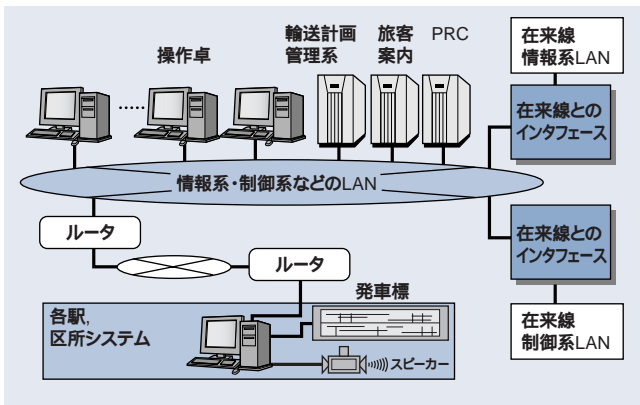 操作卓
輸送計画
管理系
旅客
案内
PRC
在来線
情報系LAN
在来線との
インタフェース
.....
情報系・制御系などのLAN
ルータ
ルータ
在来線との
インタフェース
発車標
各駅,
区所システム
スピーカー
在来線
制御系LAN